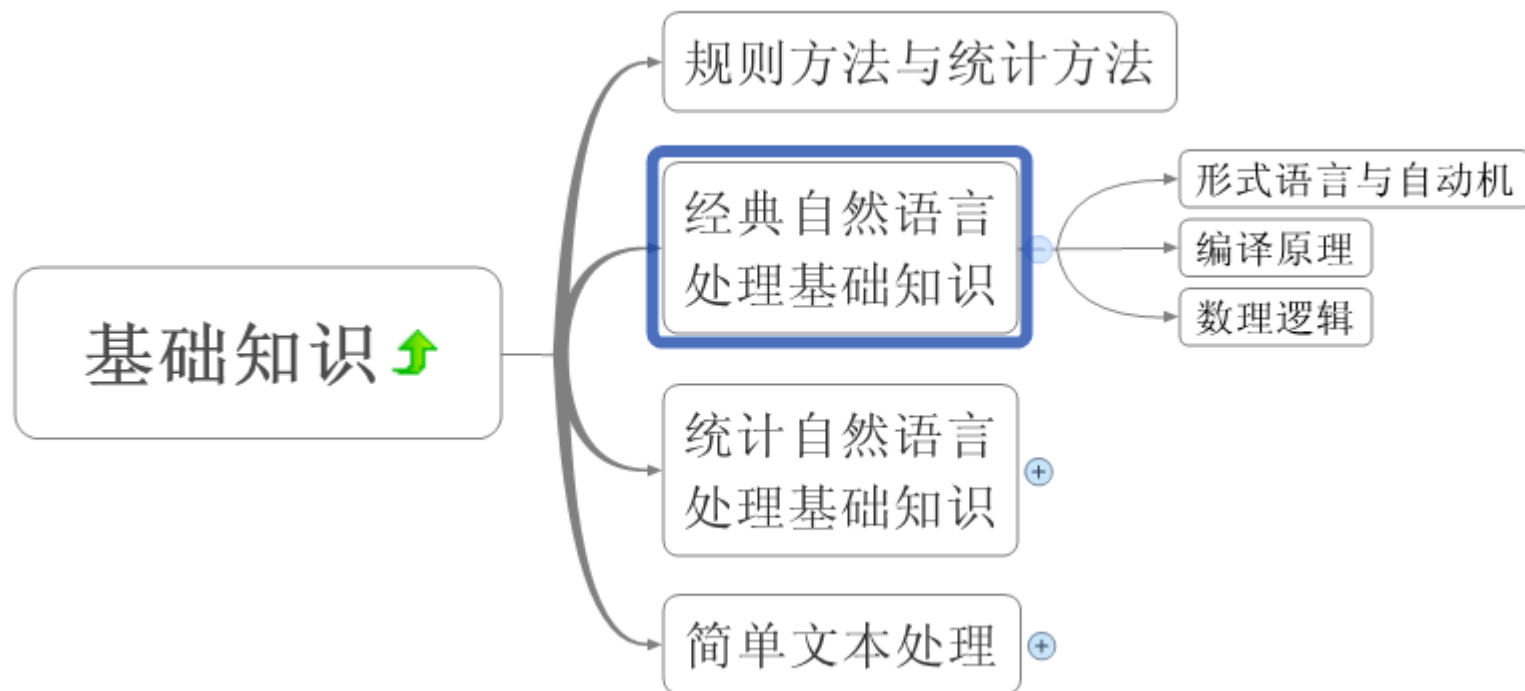 规则方法与统计方法
经典自然语言
处理基础知识
形式语言与自动机
编译原理
数理逻辑
基础知识
统计自然语言
处理基础知识
简单文本处理